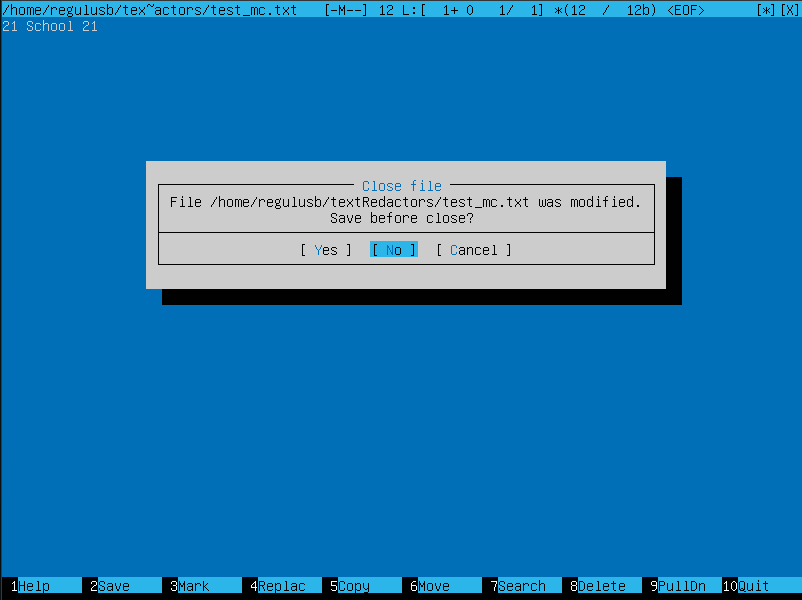 /home/regulusb/tex~actors/test_mc.txt [-M--] 12 L:[ 1+ 0 1/ 1] *(12 / 12b) <EOF> [*][X]
21 School 21
Close file
File /home/regulusb/textRedactors/test_mc.txt was modified.
Save before close?
[ Yes ] [ No ] [ Cancel ]
1Help 2Save 3Mark 4Replac 5Copy 6Move 7Search 8Delete 9PullDn 10Quit